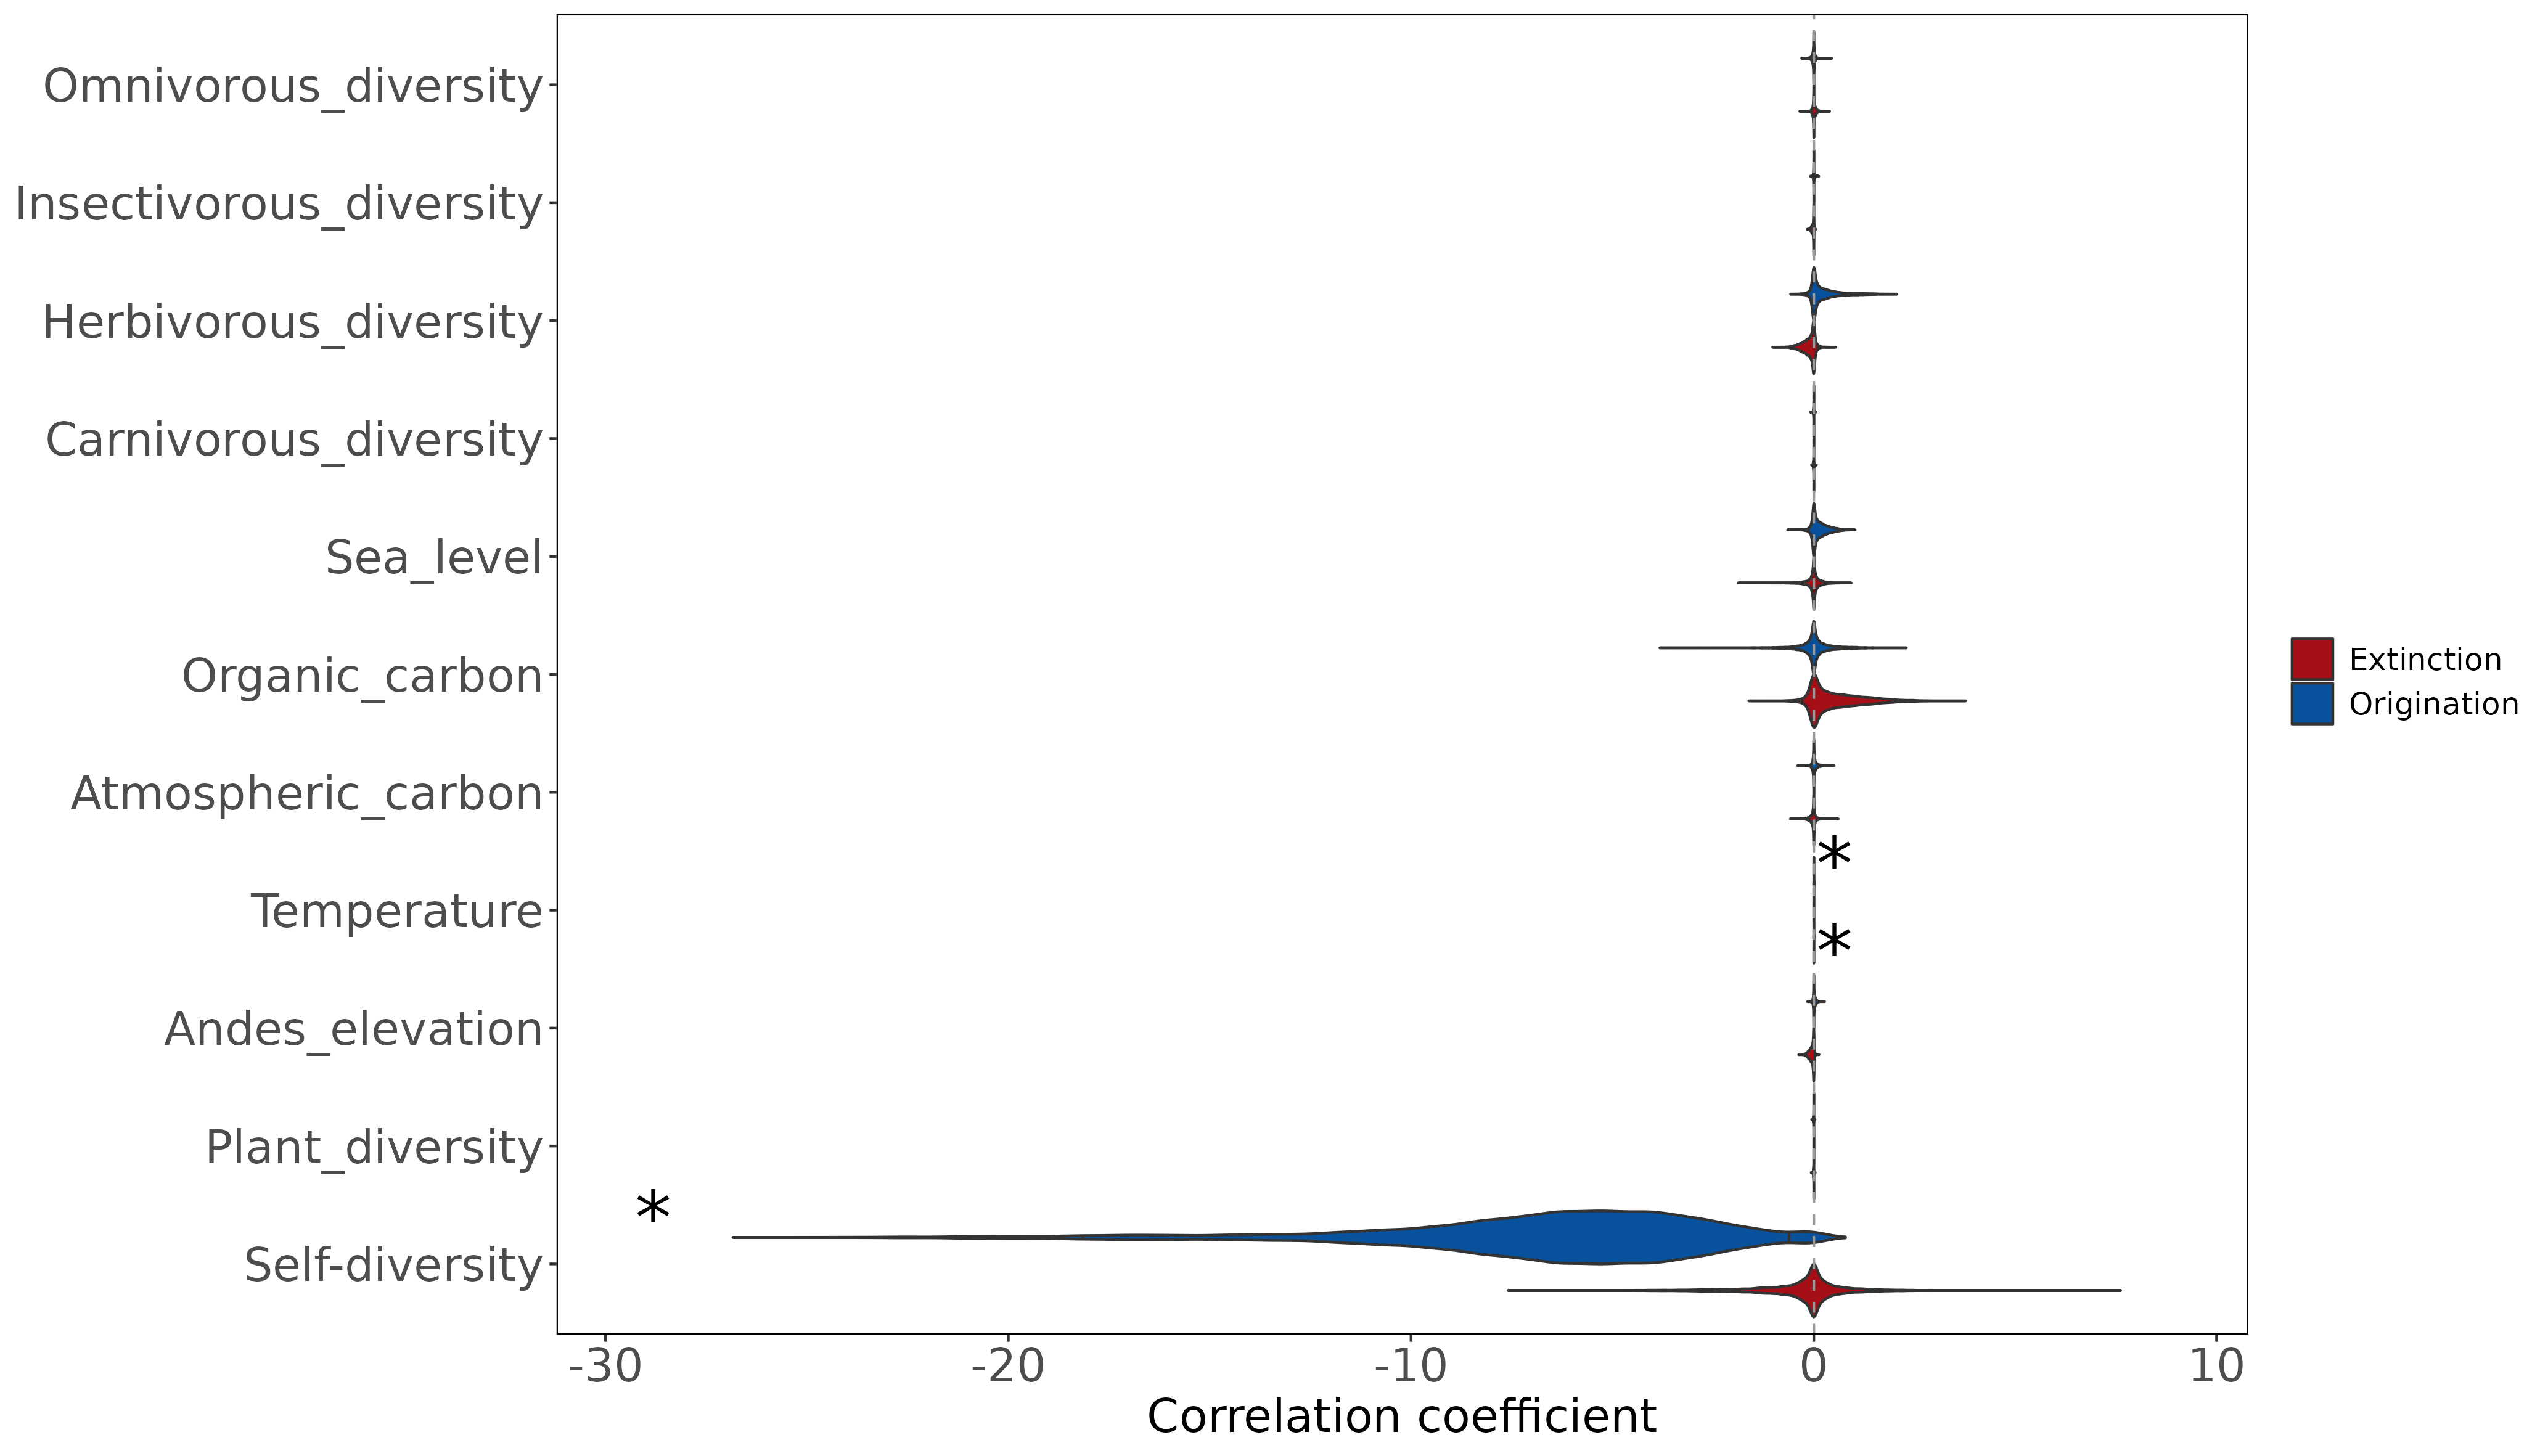 Omnivorous_diversity
Insectivorous_diversity
Herbivorous_diversity
Carnivorous_diversity
Sea_level
Organic_carbon
Atmospheric_carbon
*
Temperature
*
Andes_elevation
Plant_diversity
*
Self-diversity
-30 -20 -10 0 10
Correlation coefficient
Extinction
Origination